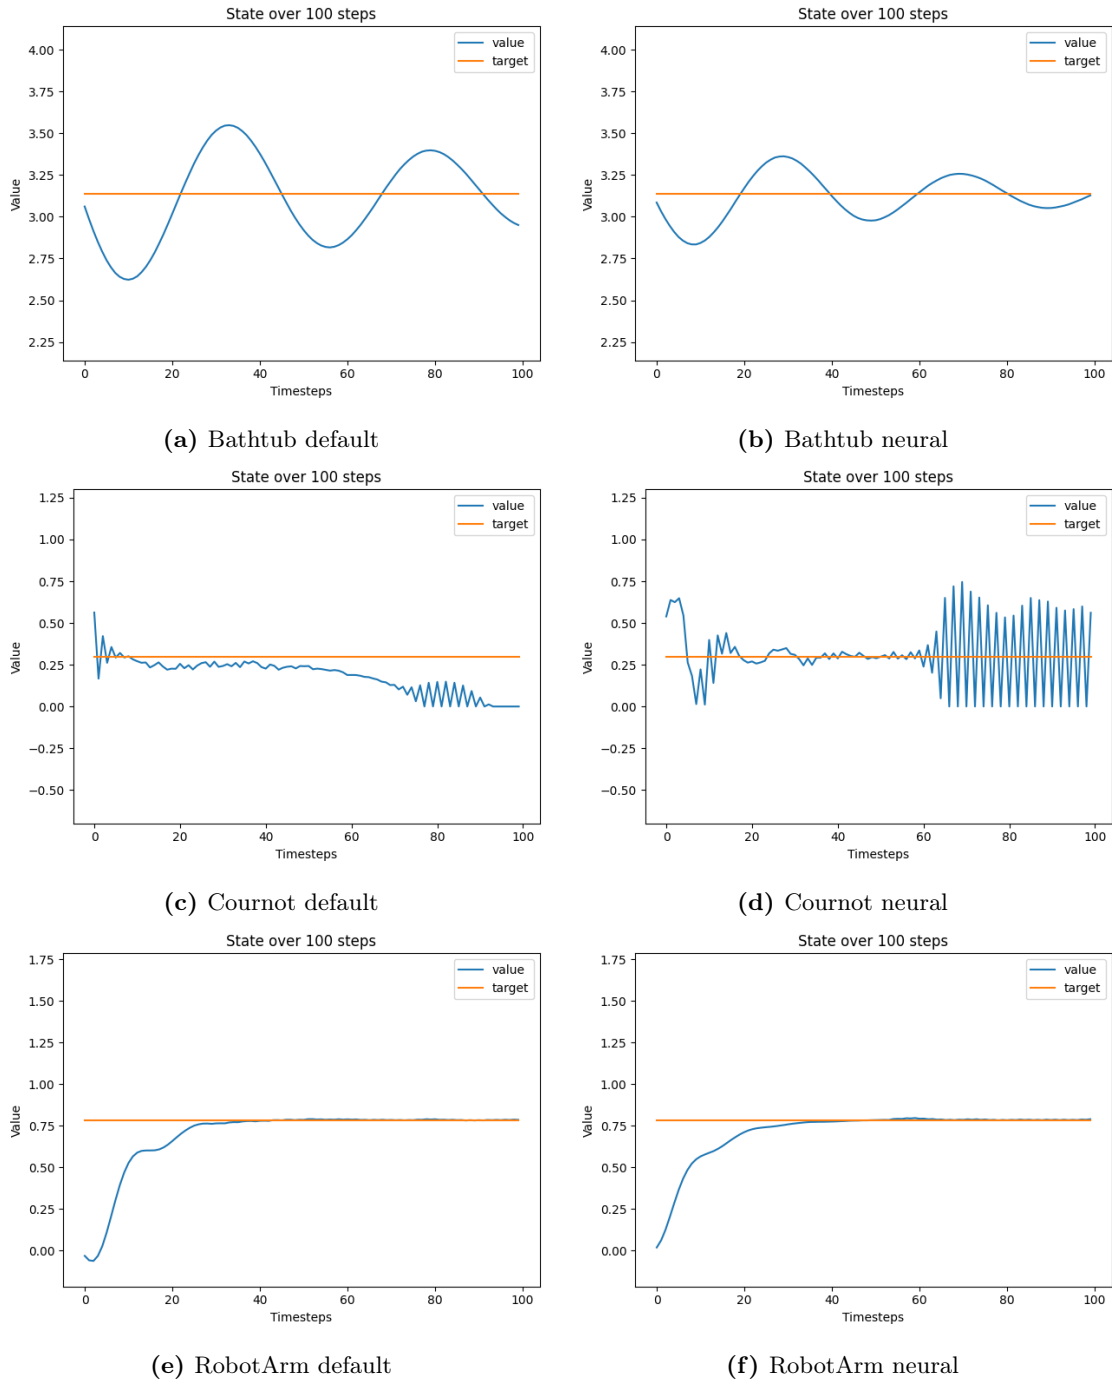 State over 100 steps
value
target
4.00
3.75
3.50
3.25
3.00
2.75
2.50
2.25
Value
0 20 40 60 80 100
Timesteps
(a) Bathtub default
State over 100 steps
value
target
4.00
3.75
3.50
3.25
3.00
2.75
2.50
2.25
Value
0 20 40 60 80 100
Timesteps
(b) Bathtub neural
State over 100 steps
value
target
1.25
1.00
0.75
0.50
0.25
0.00
−0.25
−0.50
Value
0 20 40 60 80 100
Timesteps
(c) Cournot default
State over 100 steps
value
target
1.25
1.00
0.75
0.50
0.25
0.00
−0.25
−0.50
Value
0 20 40 60 80 100
Timesteps
(d) Cournot neural
State over 100 steps
value
target
1.75
1.50
1.25
1.00
0.75
0.50
0.25
0.00
Value
0 20 40 60 80 100
Timesteps
(e) RobotArm default
State over 100 steps
value
target
1.75
1.50
1.25
1.00
0.75
0.50
0.25
0.00
Value
0 20 40 60 80 100
Timesteps
(f) RobotArm neural